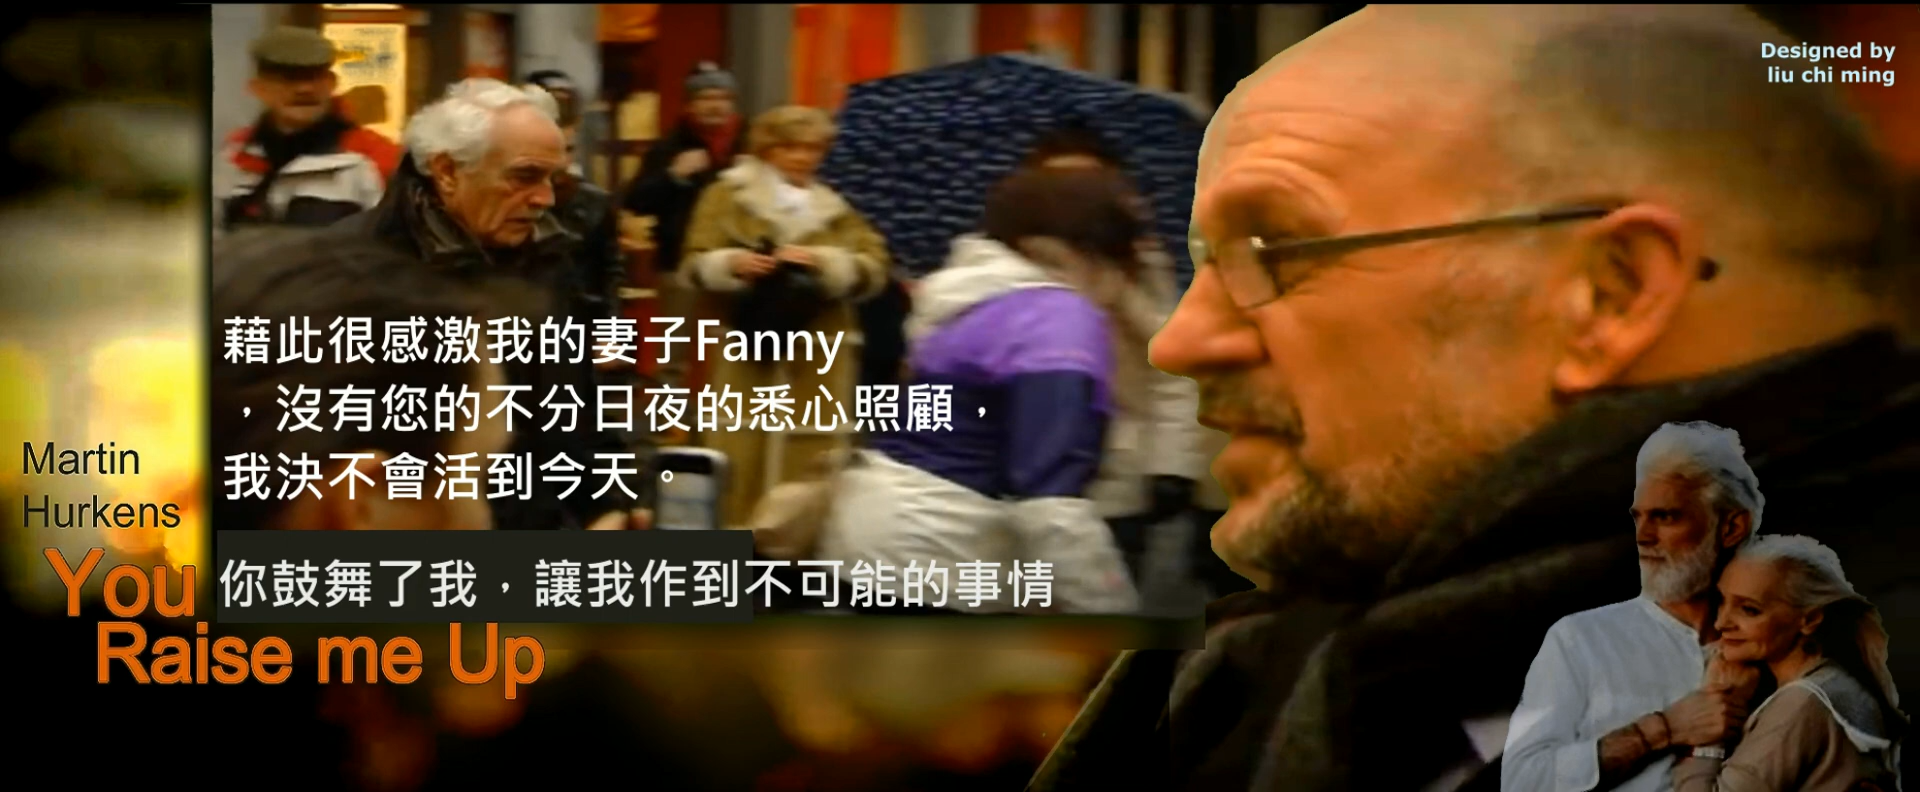 Designed by
liu chi ming
藉此很感激我的妻子Fanny
，沒有您的不分日夜的悉心照顧，
我決不會活到今天。
Martin
Hurkens
你鼓舞了我，讓我作到不可能的事情
You
Raise me Up